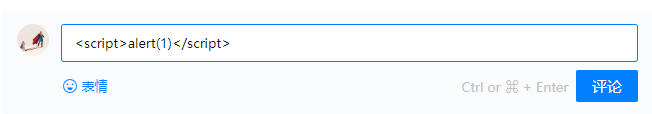 <script>alert(1)</script>
表情
Ctrl or ⌘ + Enter 评论